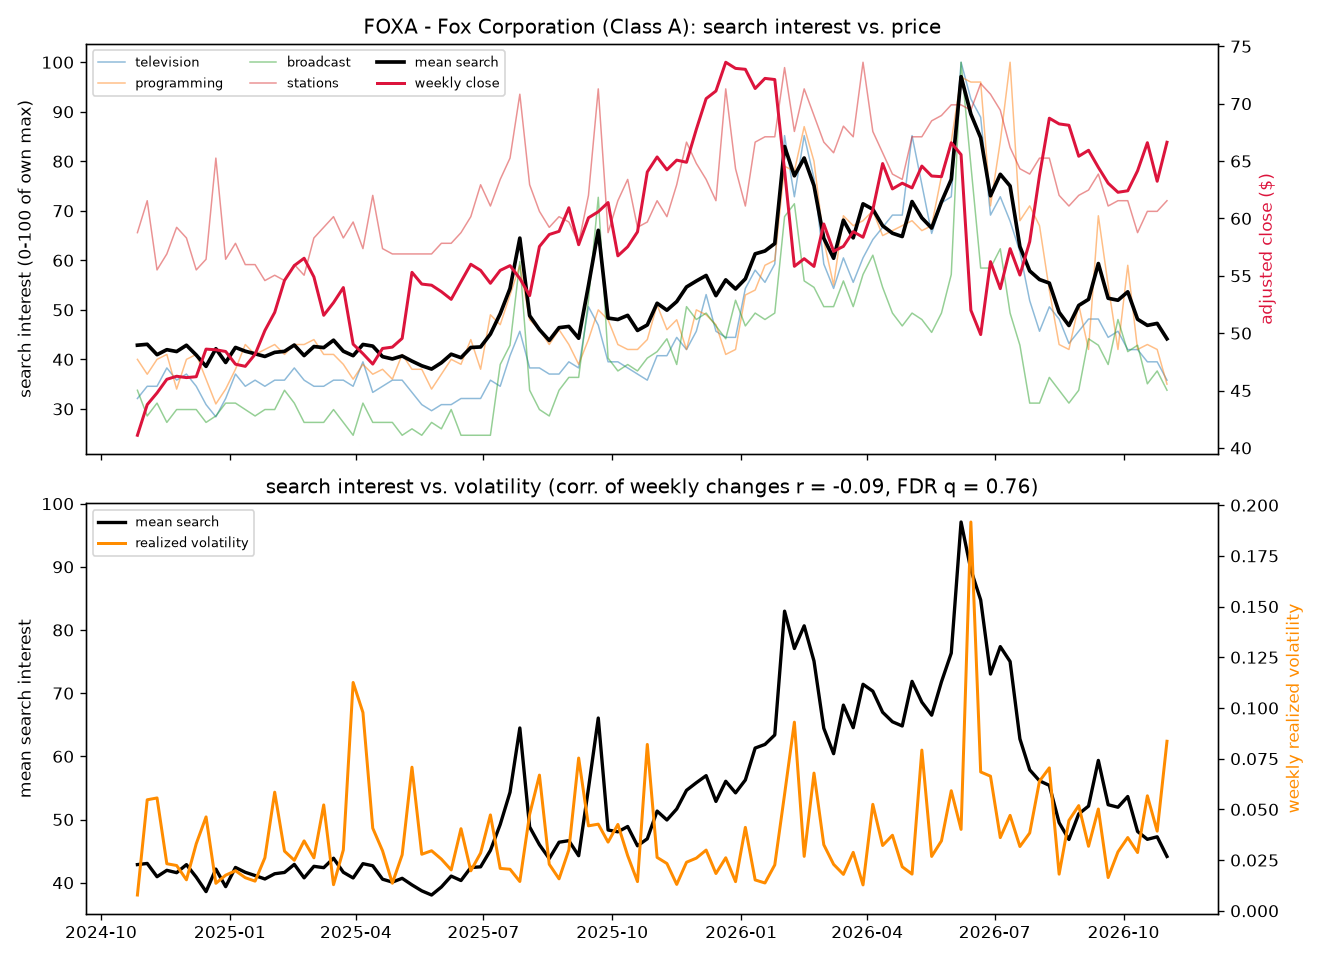 FOXA - Fox Corporation (Class A): search interest vs. price
television
programming
broadcast
stations
mean search
weekly close
search interest (0-100 of own max)
100
90
80
70
60
50
40
30
75
70
65
60
55
50
45
40
adjusted close ($)
search interest vs. volatility (corr. of weekly changes r = -0.09, FDR q = 0.76)
mean search
realized volatility
mean search interest
100
90
80
70
60
50
40
0.200
0.175
0.150
0.125
0.100
0.075
0.050
0.025
0.000
weekly realized volatility
2024-10
2025-01
2025-04
2025-07
2025-10
2026-01
2026-04
2026-07
2026-10